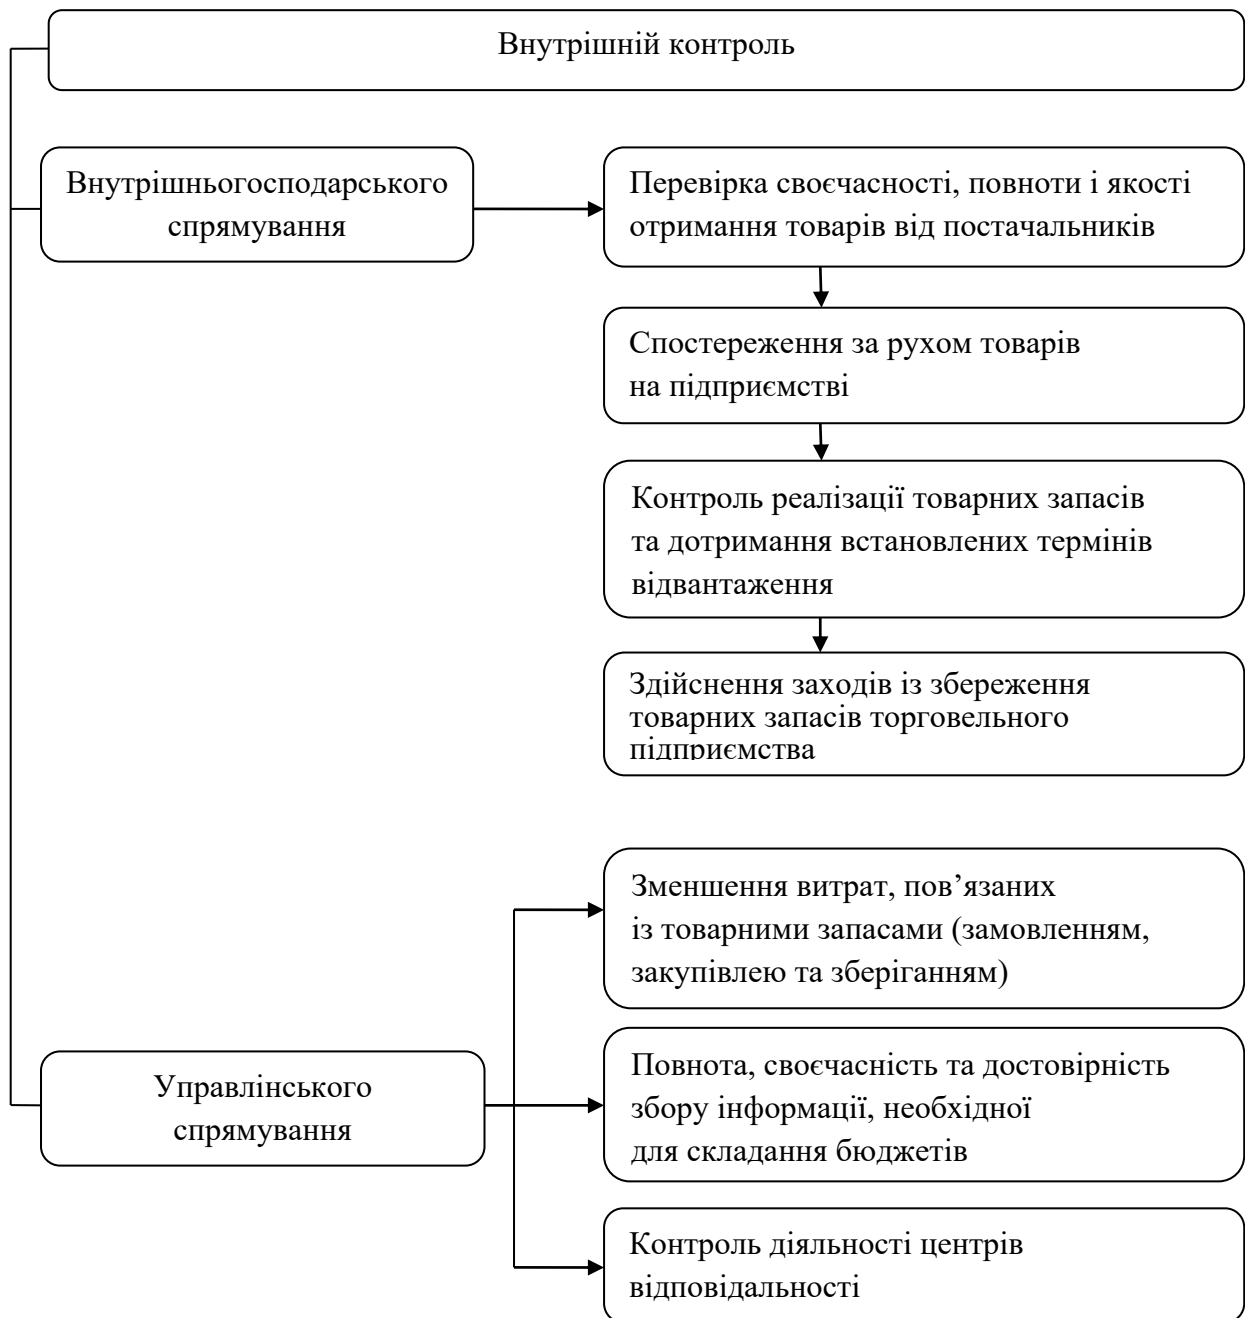 Внутрішній контроль
Внутрішньогосподарського
спрямування
Перевірка своєчасності, повноти і якості
отримання товарів від постачальників
Спостереження за рухом товарів
на підприємстві
Контроль реалізації товарних запасів
та дотримання встановлених термінів
відвантаження
Здійснення заходів із збереження
товарних запасів торговельного
підприємства
Управлінського
спрямування
Зменшення витрат, пов’язаних
із товарними запасами (замовленням,
закупівлею та зберіганням)
Повнота, своєчасність та достовірність
збору інформації, необхідної
для складання бюджетів
Контроль діяльності центрів
відповідальності